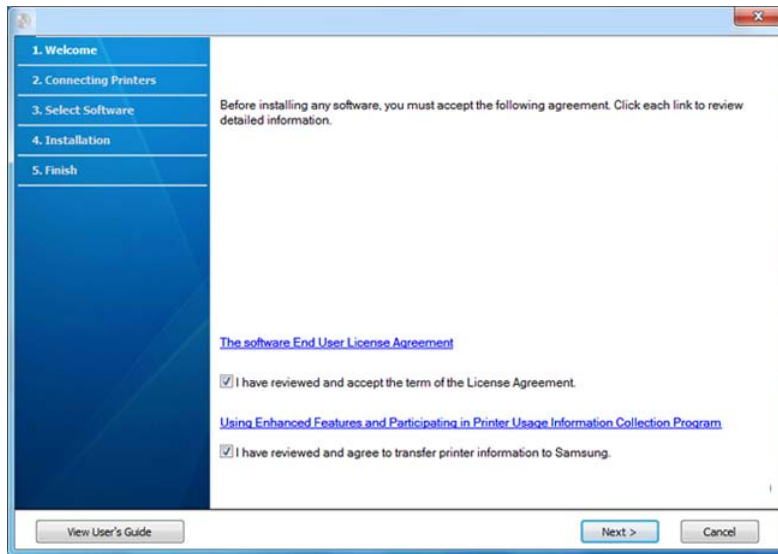 1. Welcome
2. Connecting Printers
3. Select Software
4. Installation
5. Finish
Before installing any software, you must accept the following agreement. Click each link to review
detailed information.
The software End User License Agreement
I have reviewed and accept the term of the License Agreement.
Using Enhanced Features and Participating in Printer Usage Information Collection Program
I have reviewed and agree to transfer printer information to Samsung.
View User's Guide
Next >
Cancel